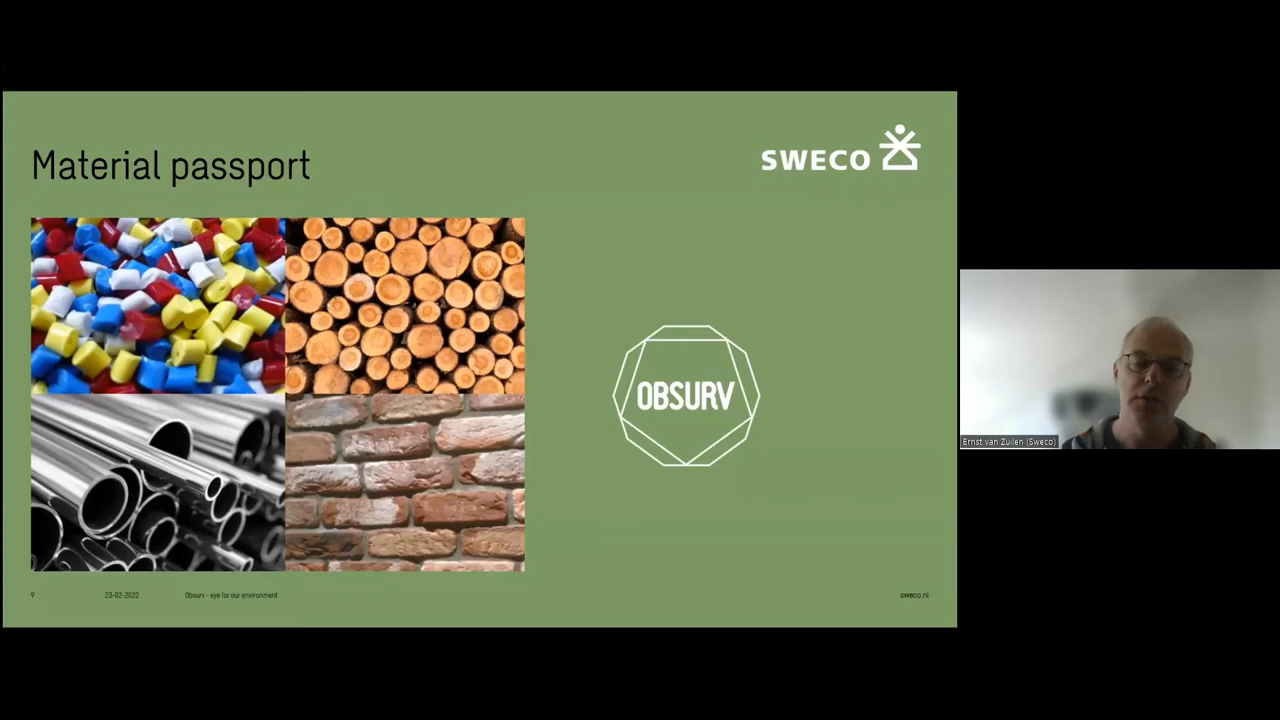 Material passport
SWECO
OBSURV
Ernst van Zuilen (Sweco)
9
23-02-2022
Obsurv - eye for our environment
sweco.nl